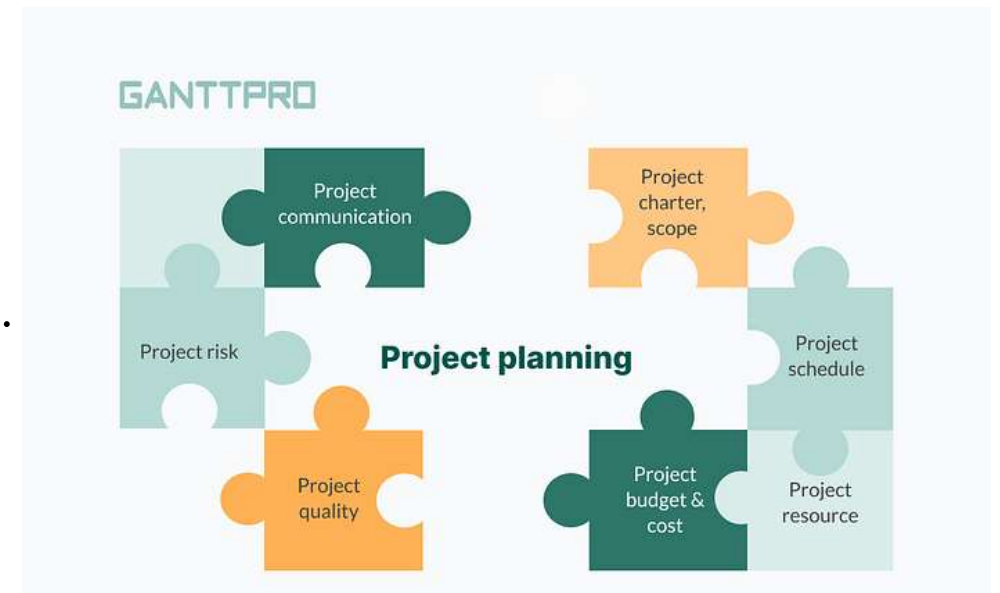 GANTTPRO
Project
communication
Project
charter,
scope
Project risk
Project planning
Project
schedule
Project
quality
Project
budget &
cost
Project
resource